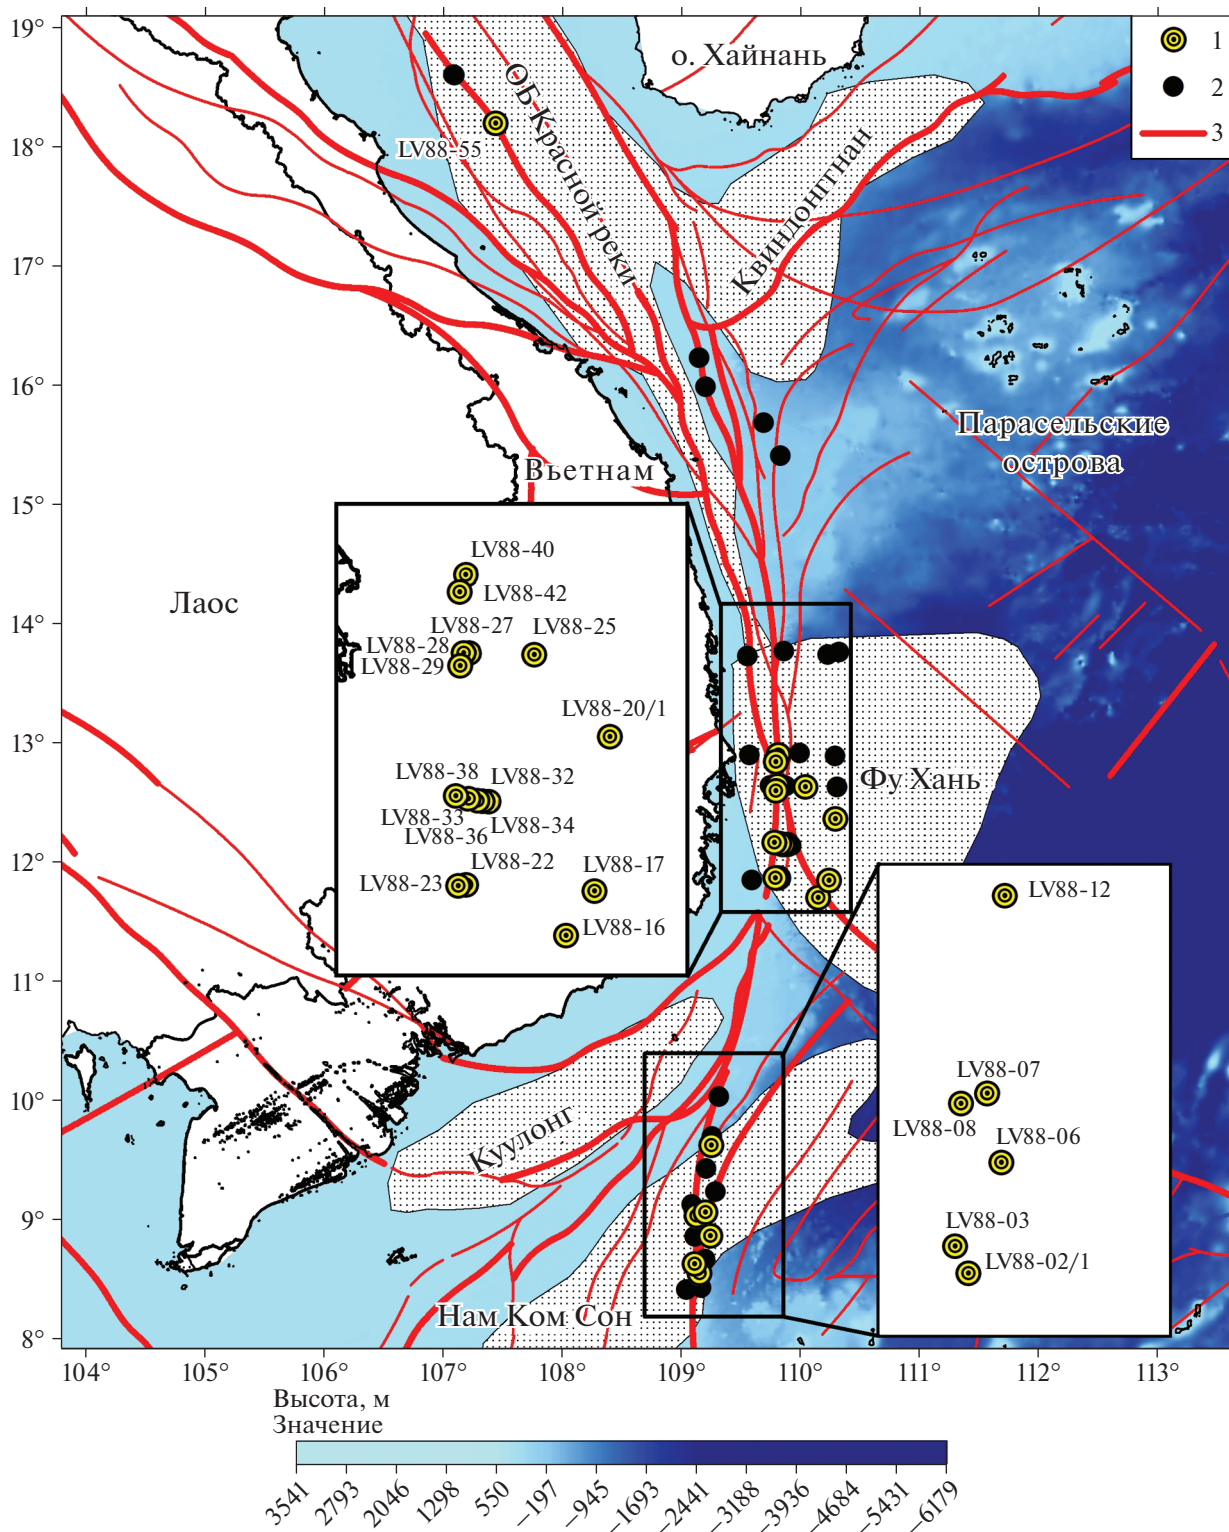 19°
18°
17°
16°
15°
14°
13°
12°
11°
10°
9°
8°
104°
105°
106°
107°
108°
109°
110°
111°
112°
113°
1
2
3
о. Хайнань
ОБ Красной реки
Квиндонггнан
LV88-55
Парасельские
острова
Вьетнам
Лаос
LV88-40
LV88-42
LV88-27
LV88-25
LV88-28
LV88-29
LV88-20/1
LV88-38
LV88-32
LV88-33
LV88-34
LV88-36
LV88-22
LV88-17
LV88-23
LV88-16
Фу Хань
LV88-12
LV88-07
LV88-08
LV88-06
LV88-03
LV88-02/1
Куулонг
Нам Ком Сон
Высота, м
Значение
3541
2793
2046
1298
550
–197
–945
–1693
–2441
–3188
–3936
–4684
–5431
–6179